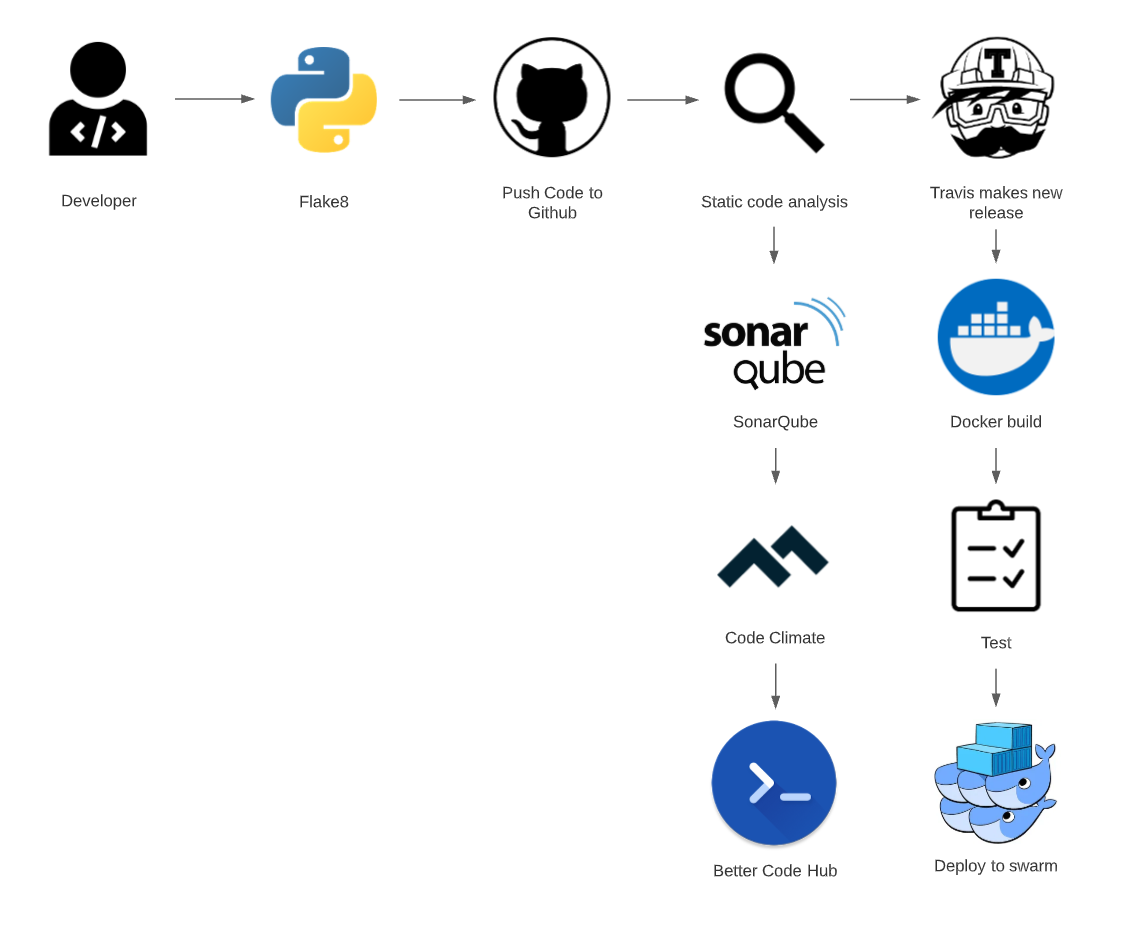 T
Developer
Flake8
Push Code to
Github
Static code analysis
Travis makes new
release
sonar
qube
SonarQube
Docker build
Code Climate
Test
Better Code Hub
Deploy to swarm